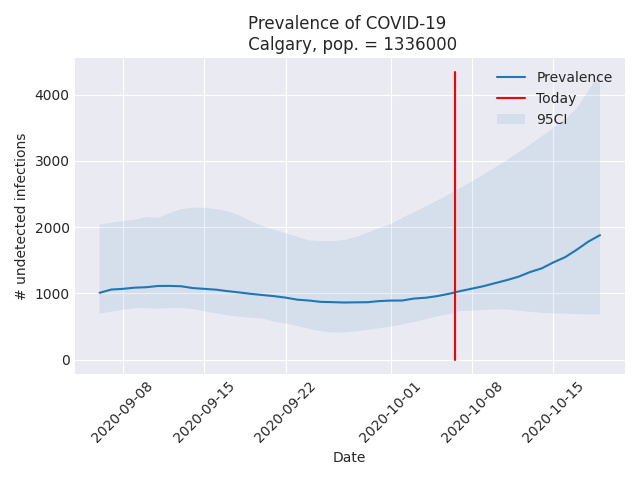 Prevalence of COVID-19
Calgary, pop. = 1336000
Prevalence
Today
95CI
# undetected infections
4000
3000
2000
1000
0
2020-09-08
2020-09-15
2020-09-22
2020-10-01
2020-10-08
2020-10-15
Date